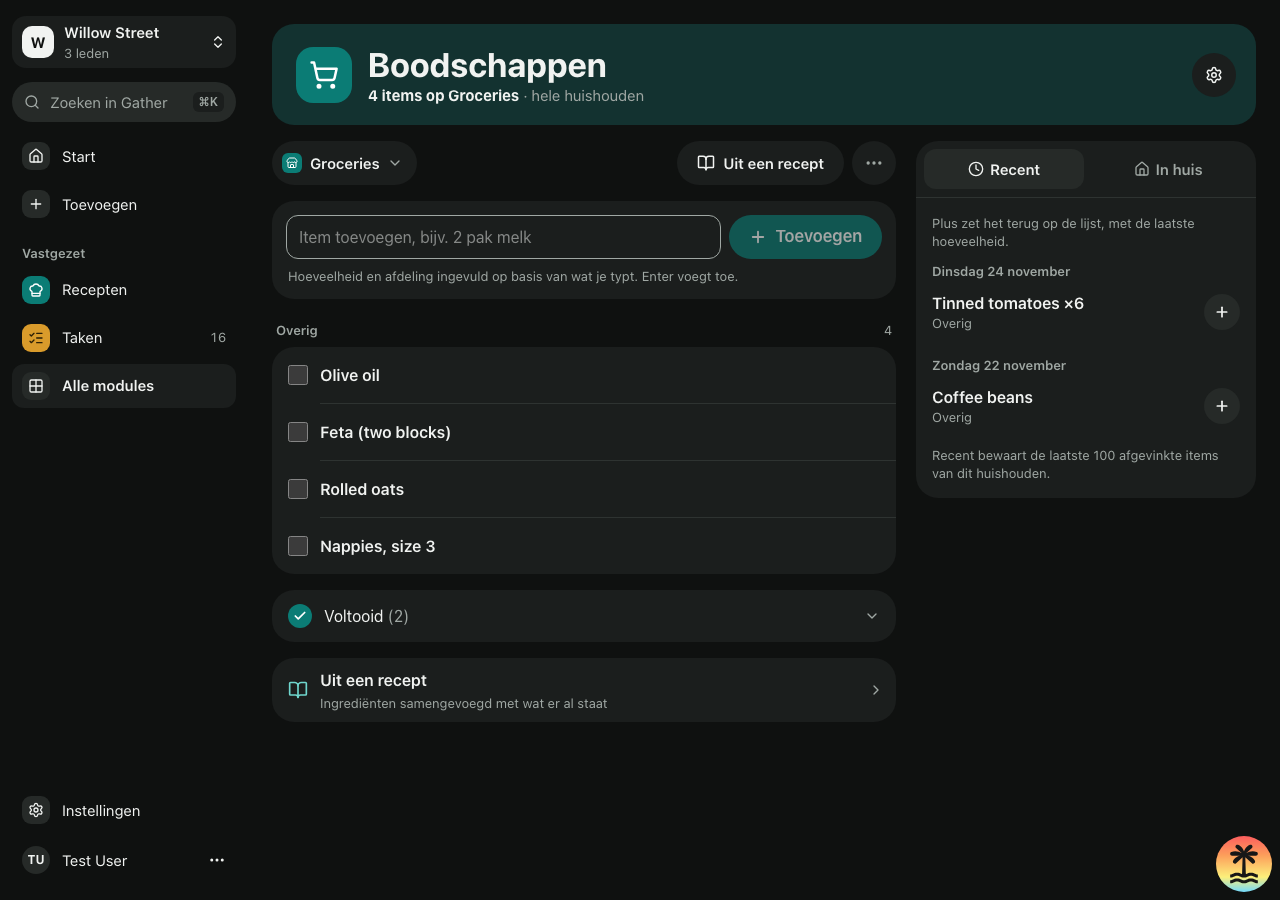 W
Willow Street
3 leden
Zoeken in Gather
⌘K
Start
Toevoegen
Vastgezet
Recepten
Taken
16
Alle modules
Instellingen
TU
Test User
Boodschappen
4 items op Groceries · hele huishouden
Groceries
Uit een recept
Item toevoegen, bijv. 2 pak melk
Toevoegen
Hoeveelheid en afdeling ingevuld op basis van wat je typt. Enter voegt toe.
Overig
4
Olive oil
Feta (two blocks)
Rolled oats
Nappies, size 3
Voltooid (2)
Uit een recept
Ingrediënten samengevoegd met wat er al staat
Recent
In huis
Plus zet het terug op de lijst, met de laatste
hoeveelheid.
Dinsdag 24 november
Tinned tomatoes ×6
Overig
Zondag 22 november
Coffee beans
Overig
Recent bewaart de laatste 100 afgevinkte items
van dit huishouden.